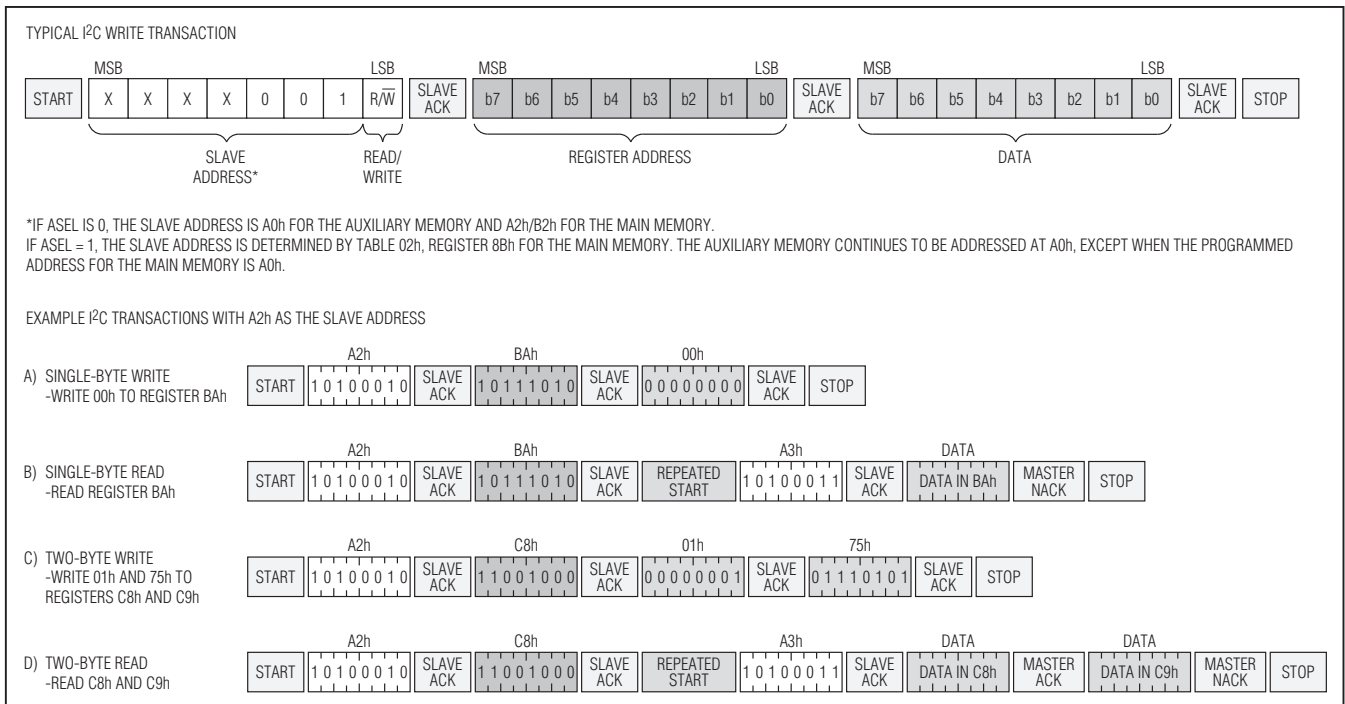 TYPICAL I2C WRITE TRANSACTION
MSB LSB MSB LSB MSB LSB
START X X X X 0 0 1 R/W̅ SLAVE ACK b7 b6 b5 b4 b3 b2 b1 b0 SLAVE ACK b7 b6 b5 b4 b3 b2 b1 b0 SLAVE ACK STOP
SLAVE ADDRESS* READ/ WRITE REGISTER ADDRESS DATA
*IF ASEL IS 0, THE SLAVE ADDRESS IS A0h FOR THE AUXILIARY MEMORY AND A2h/B2h FOR THE MAIN MEMORY.
IF ASEL = 1, THE SLAVE ADDRESS IS DETERMINED BY TABLE 02h, REGISTER 8Bh FOR THE MAIN MEMORY. THE AUXILIARY MEMORY CONTINUES TO BE ADDRESSED AT A0h, EXCEPT WHEN THE PROGRAMMED
ADDRESS FOR THE MAIN MEMORY IS A0h.
EXAMPLE I2C TRANSACTIONS WITH A2h AS THE SLAVE ADDRESS
A2h BAh 00h
A) SINGLE-BYTE WRITE
-WRITE 00h TO REGISTER BAh
START 1 0 1 0 0 0 1 0 SLAVE ACK 1 0 1 1 1 0 1 0 SLAVE ACK 0 0 0 0 0 0 0 0 SLAVE ACK STOP
A2h BAh A3h DATA
B) SINGLE-BYTE READ
-READ REGISTER BAh
START 1 0 1 0 0 0 1 0 SLAVE ACK 1 0 1 1 1 0 1 0 SLAVE ACK REPEATED START 1 0 1 0 0 0 1 1 SLAVE ACK DATA IN BAh MASTER NACK STOP
A2h C8h 01h 75h
C) TWO-BYTE WRITE
-WRITE 01h AND 75h TO
REGISTERS C8h AND C9h
START 1 0 1 0 0 0 1 0 SLAVE ACK 1 1 0 0 1 0 0 0 SLAVE ACK 0 0 0 0 0 0 0 1 SLAVE ACK 0 1 1 1 0 1 0 1 SLAVE ACK STOP
A2h C8h A3h DATA DATA
D) TWO-BYTE READ
-READ C8h AND C9h
START 1 0 1 0 0 0 1 0 SLAVE ACK 1 1 0 0 1 0 0 0 SLAVE ACK REPEATED START 1 0 1 0 0 0 1 1 SLAVE ACK DATA IN C8h MASTER ACK DATA IN C9h MASTER NACK STOP